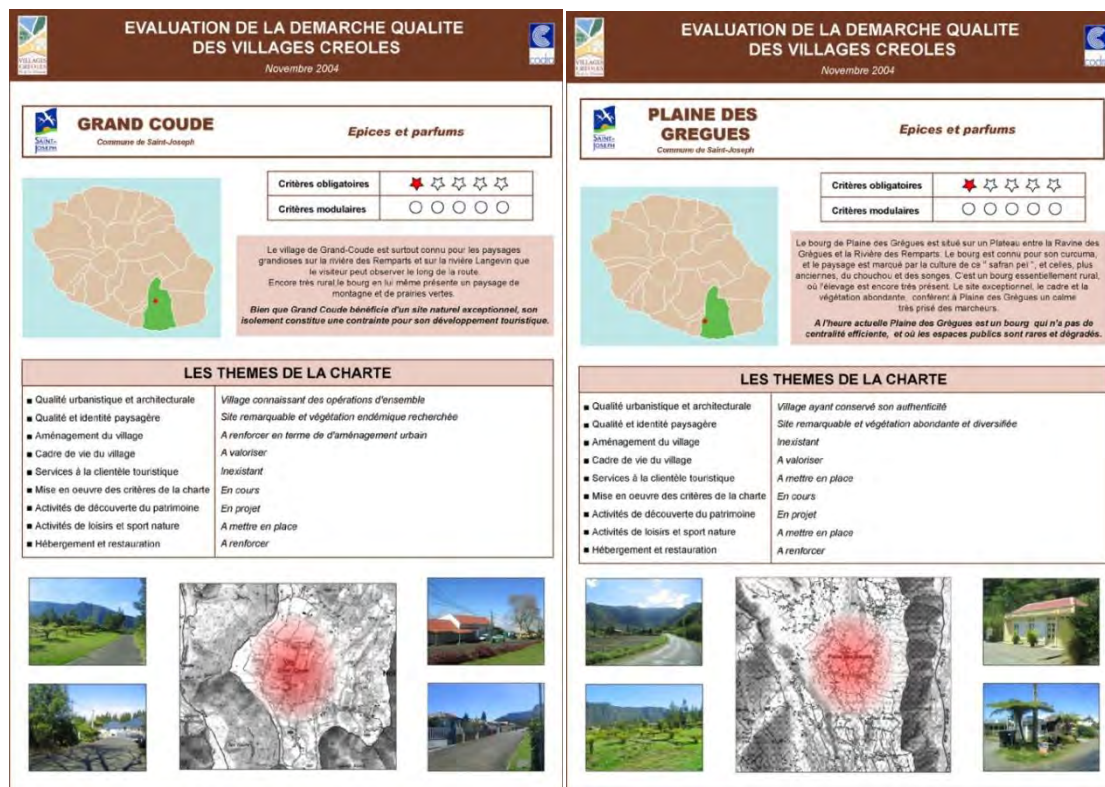 EVALUATION DE LA DEMARCHE QUALITE
DES VILLAGES CREOLES
Novembre 2004
VILLAGES
CREOLES
SAINT-
JOSEPH
GRAND COUDE
Commune de Saint-Joseph
Epices et parfums
Critères obligatoires
Critères modulaires
Le village de Grand-Coude est surtout connu pour les paysages
grandioses sur la rivière des Remparts et sur la rivière Langevin que
le visiteur peut observer le long de la route.
Encore très rural,le bourg en lui même présente un paysage de
montagne et de prairies vertes.
Bien que Grand Coude bénéficie d'un site naturel exceptionnel, son
isolement constitue une contrainte pour son développement touristique.
LES THEMES DE LA CHARTE
■ Qualité urbanistique et architecturale Village connaissant des opérations d'ensemble
■ Qualité et identité paysagère Site remarquable et végétation endémique recherchée
■ Aménagement du village A renforcer en terme de d'aménagement urbain
■ Cadre de vie du village A valoriser
■ Services à la clientèle touristique Inexistant
■ Mise en oeuvre des critères de la charte En cours
■ Activités de découverte du patrimoine En projet
■ Activités de loisirs et sport nature A mettre en place
■ Hébergement et restauration A renforcer
EVALUATION DE LA DEMARCHE QUALITE
DES VILLAGES CREOLES
Novembre 2004
VILLAGES
CREOLES
SAINT-
JOSEPH
PLAINE DES
GREGUES
Commune de Saint-Joseph
Epices et parfums
Critères obligatoires
Critères modulaires
Le bourg de Plaine des Grègues est situé sur un Plateau entre la Ravine des
Grègues et la Rivière des Remparts. Le bourg est connu pour son curcuma,
et le paysage est marqué par la culture de ce " safran peï ", et celles, plus
anciennes, du chouchou et des songes. C'est un bourg essentiellement rural,
où l'élevage est encore très présent. Le site exceptionnel, le cadre et la
végétation abondante, confèrent à Plaine des Grègues un calme
très prisé des marcheurs.
A l'heure actuelle Plaine des Grègues est un bourg qui n'a pas de
centralité efficiente, et où les espaces publics sont rares et dégradés.
LES THEMES DE LA CHARTE
■ Qualité urbanistique et architecturale Village ayant conservé son authenticité
■ Qualité et identité paysagère Site remarquable et végétation abondante et diversifiée
■ Aménagement du village Inexistant
■ Cadre de vie du village A valoriser
■ Services à la clientèle touristique A mettre en place
■ Mise en oeuvre des critères de la charte En cours
■ Activités de découverte du patrimoine En projet
■ Activités de loisirs et sport nature A mettre en place
■ Hébergement et restauration A renforcer